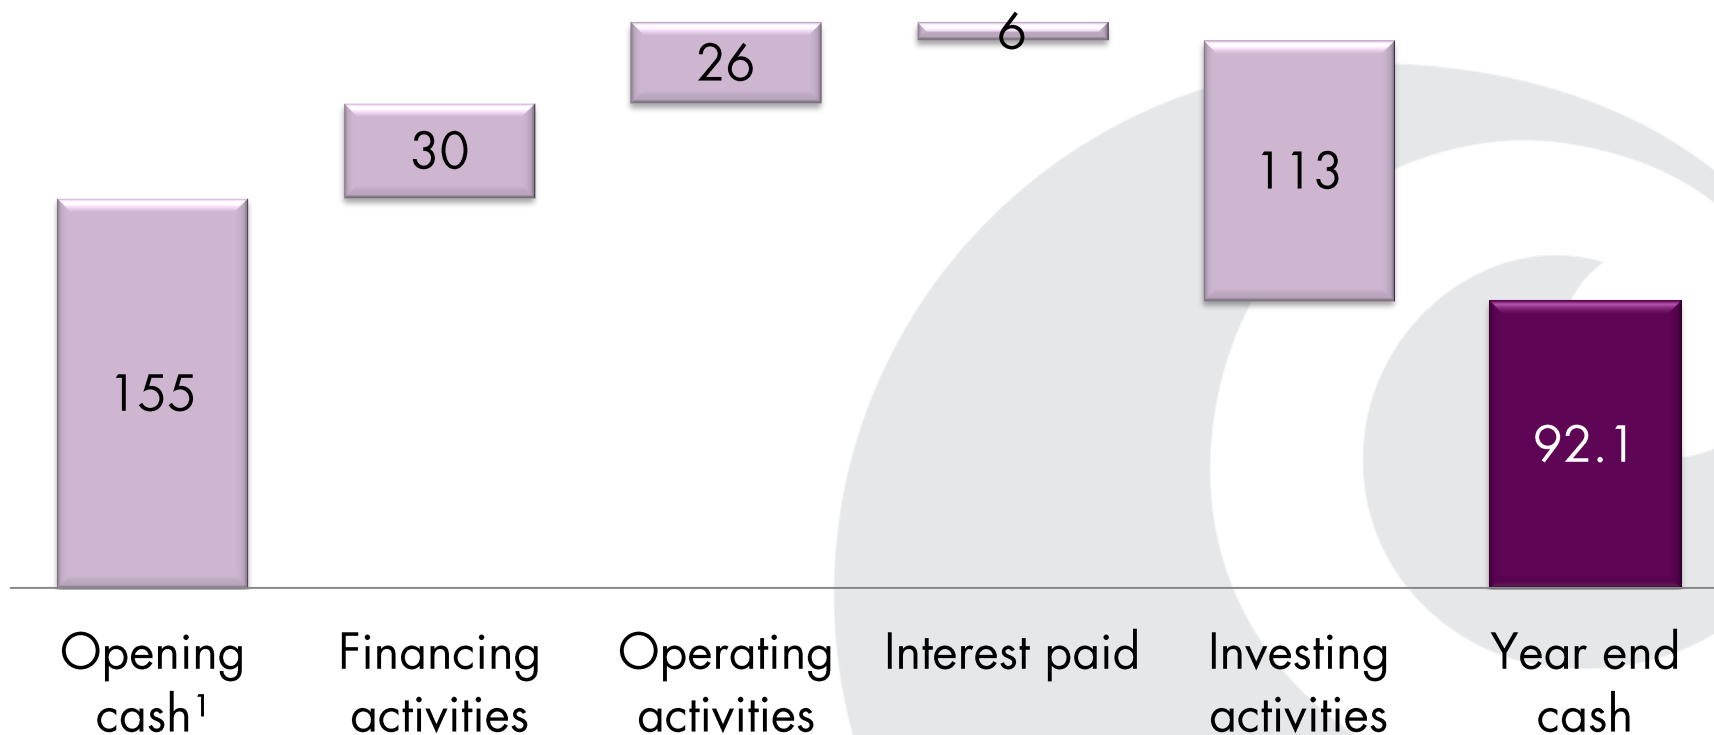 6
26
30
113
155
92.1
Opening
cash¹
Financing
activities
Operating
activities
Interest paid
Investing
activities
Year end
cash